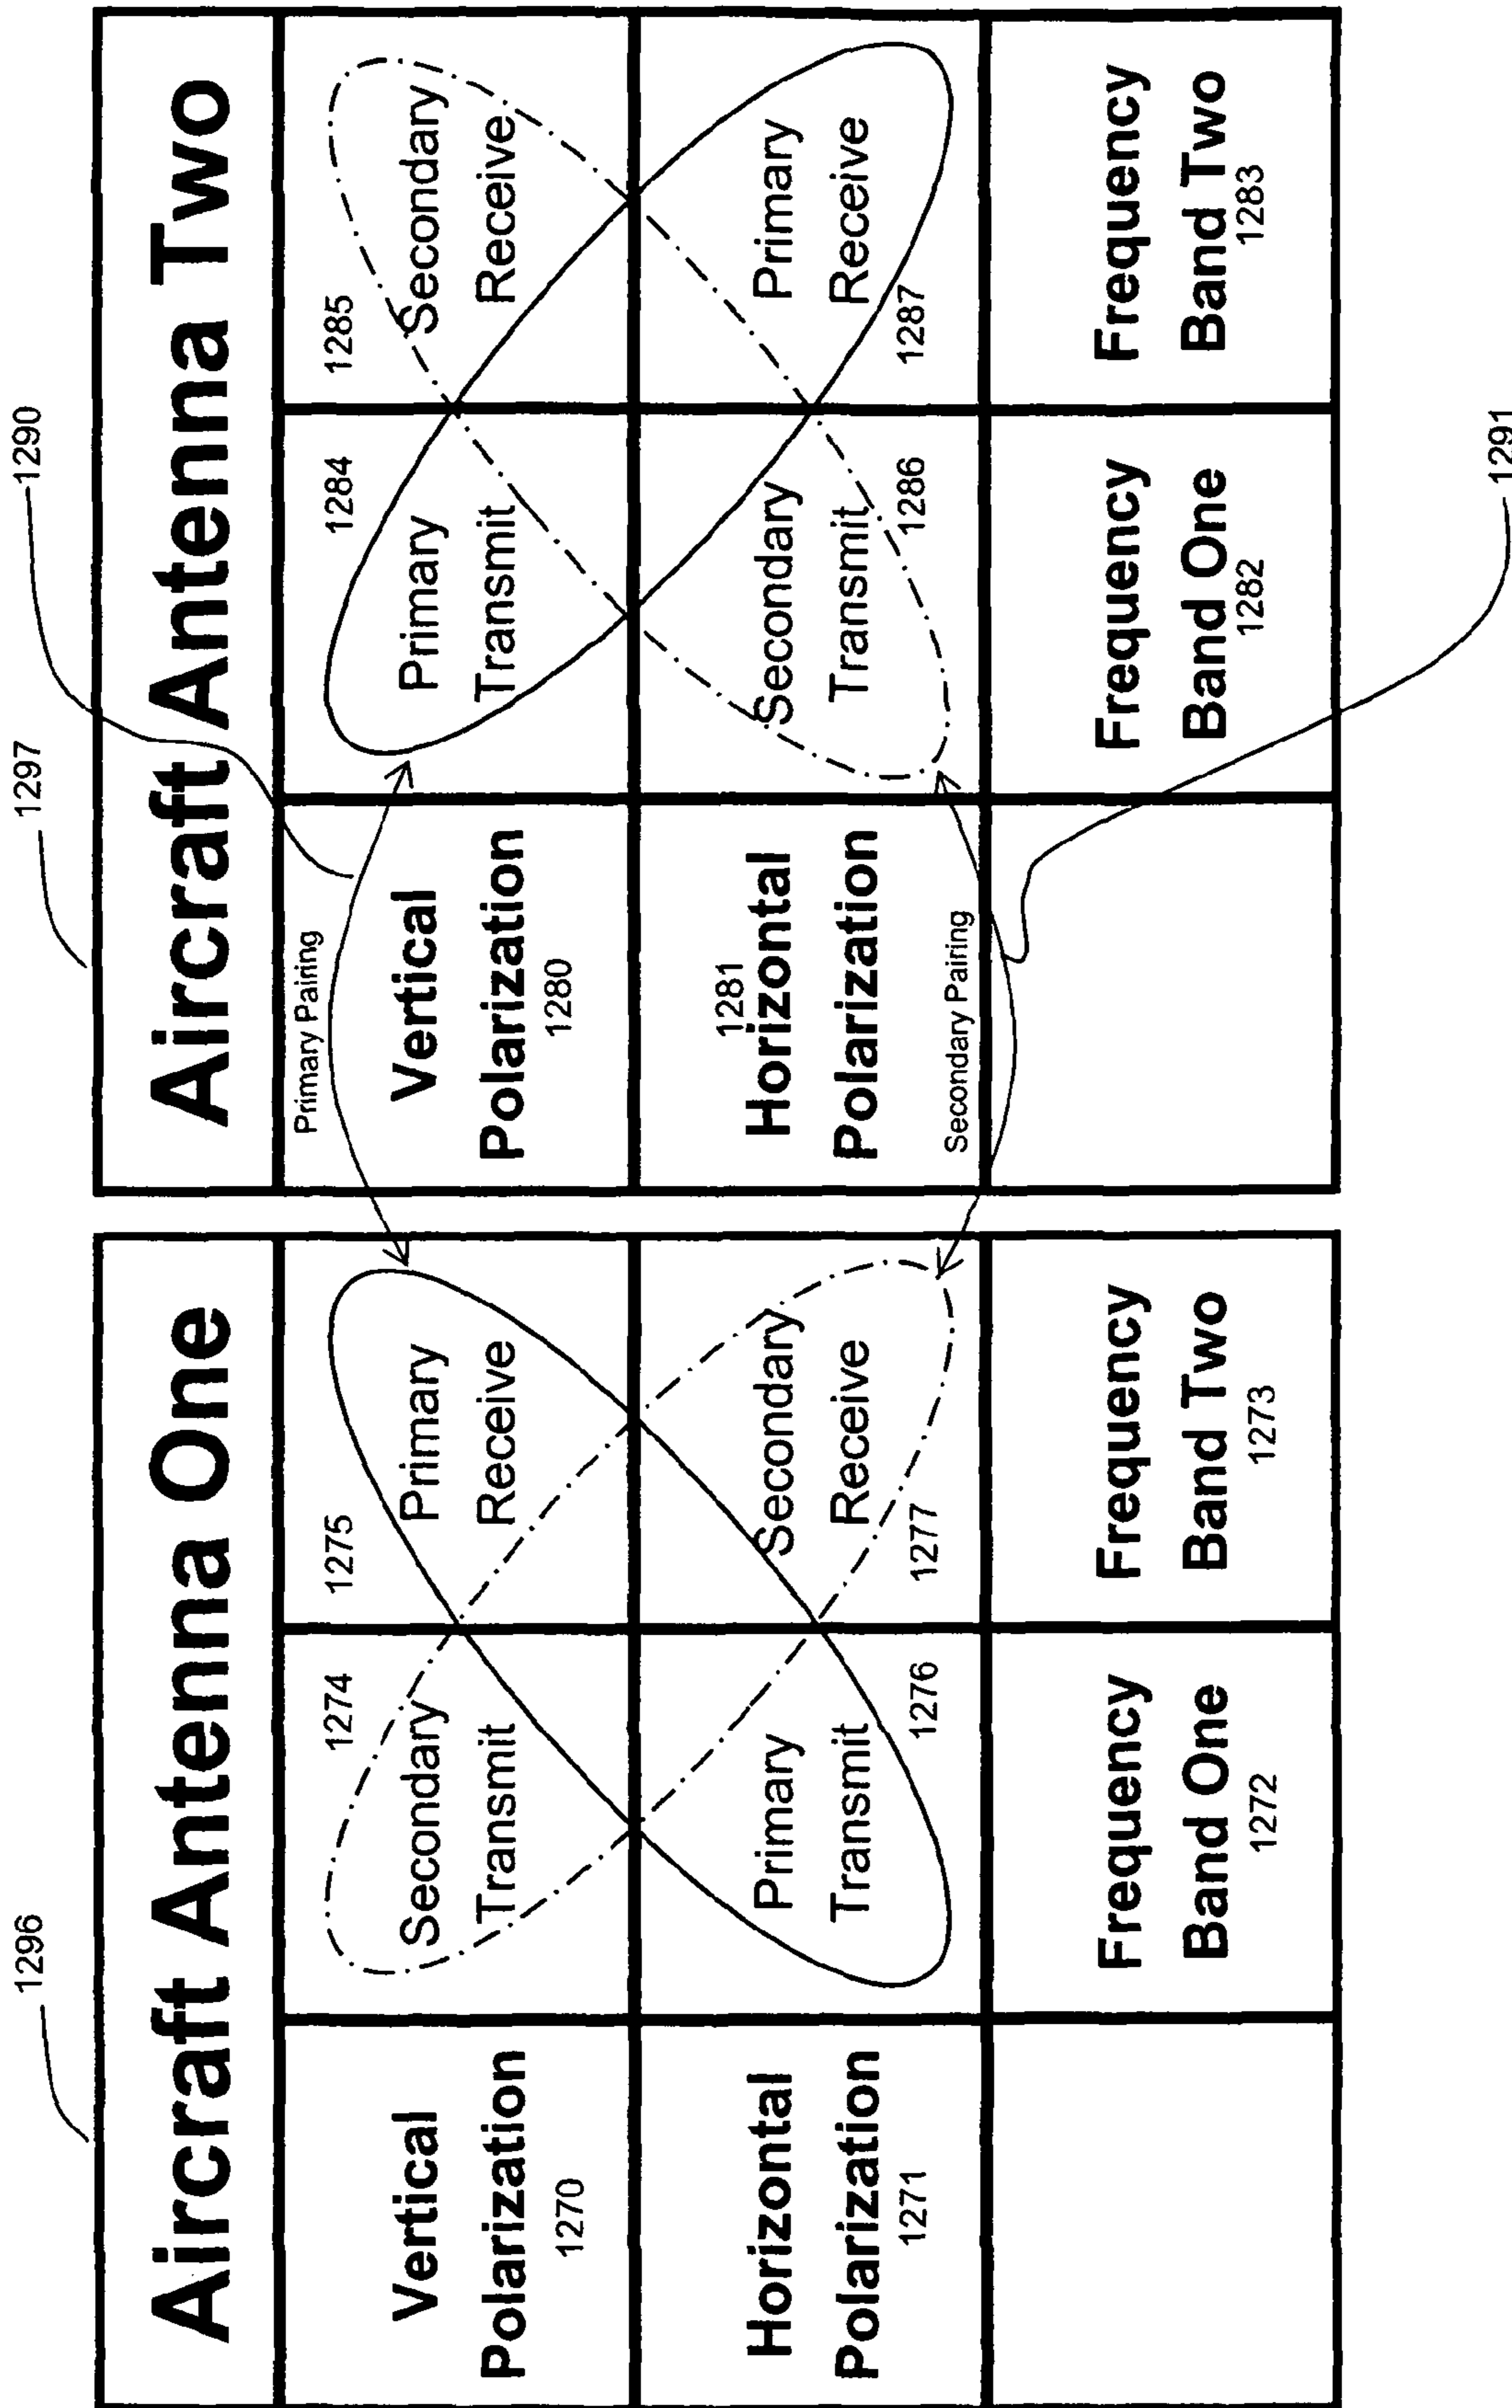 1296
Aircraft Antenna One
Vertical
Polarization
1270
1274
Secondary
Transmit
1275
Primary
Receive
Horizontal
Polarization
1271
Primary
Transmit
1276
Secondary
Receive
1277
Frequency
Band One
1272
Frequency
Band Two
1273
1297
1290
Aircraft Antenna Two
Primary Pairing
Vertical
Polarization
1280
1284
Primary
Transmit
1285
Secondary
Receive
1281
Horizontal
Polarization
Secondary Pairing
Secondary
Transmit
1286
Primary
Receive
1287
Frequency
Band One
1282
Frequency
Band Two
1283
1291